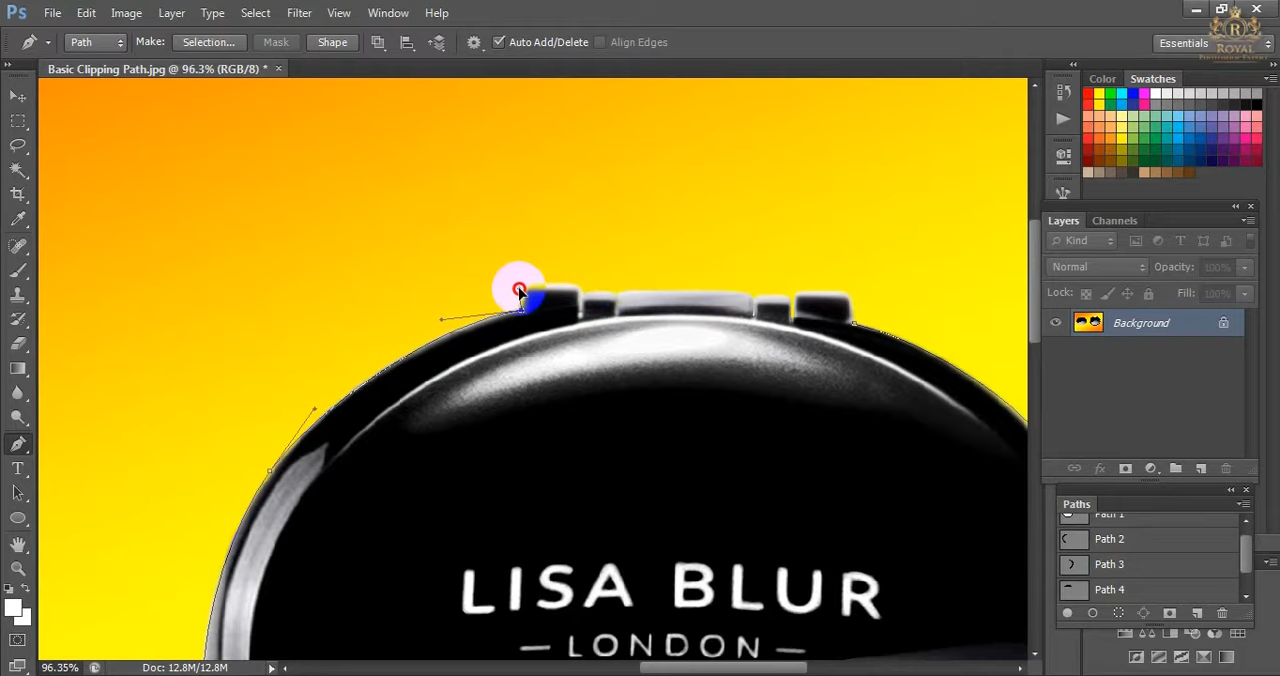 Ps File Edit Image Layer Type Select Filter View Window Help
Path Make: Selection... Mask Shape Auto Add/Delete Align Edges Essentials
R
ROYAL
Basic Clipping Path.jpg @ 96.3% (RGB/8) *
Color Swatches
Layers Channels
Kind
Normal Opacity: 100%
Lock: Fill: 100%
Background
Paths
Path 1
Path 2
Path 3
Path 4
LISA BLUR
— LONDON —
96.35% Doc: 12.8M/12.8M